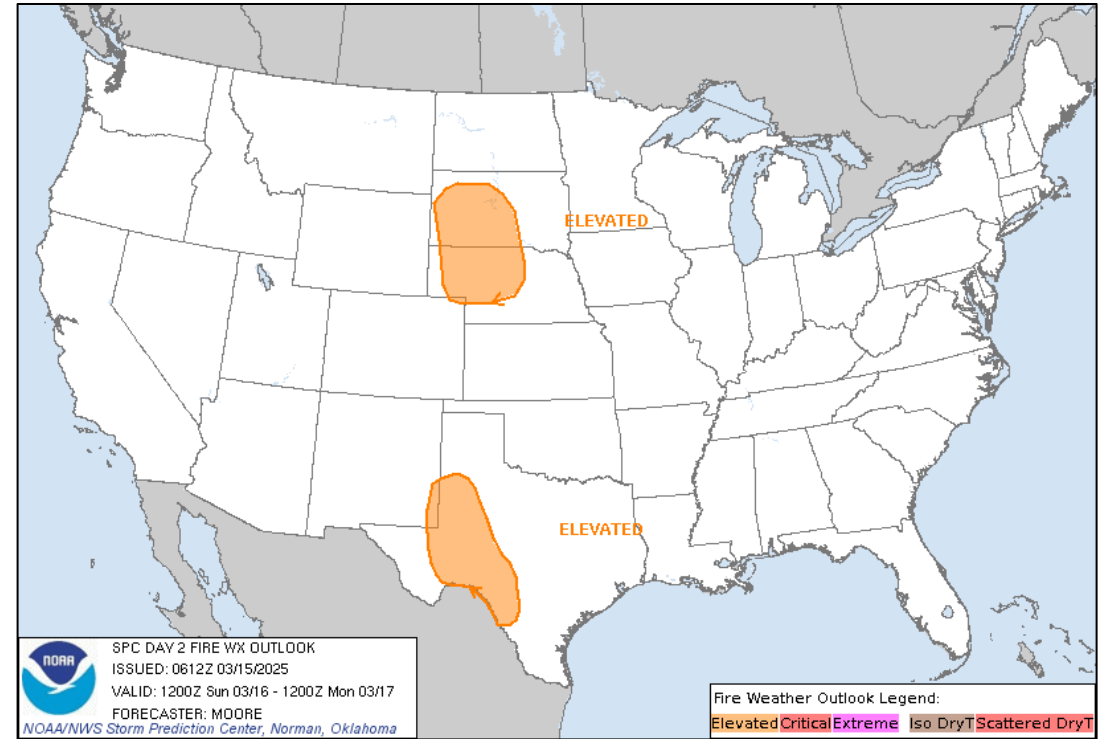 ELEVATED
ELEVATED
NOAA
SPC DAY 2 FIRE WX OUTLOOK
ISSUED: 0612Z 03/15/2025
VALID: 1200Z Sun 03/16 - 1200Z Mon 03/17
FORECASTER: MOORE
NOAA/NWS Storm Prediction Center, Norman, Oklahoma
Fire Weather Outlook Legend:
Elevated Critical Extreme Iso DryT Scattered DryT